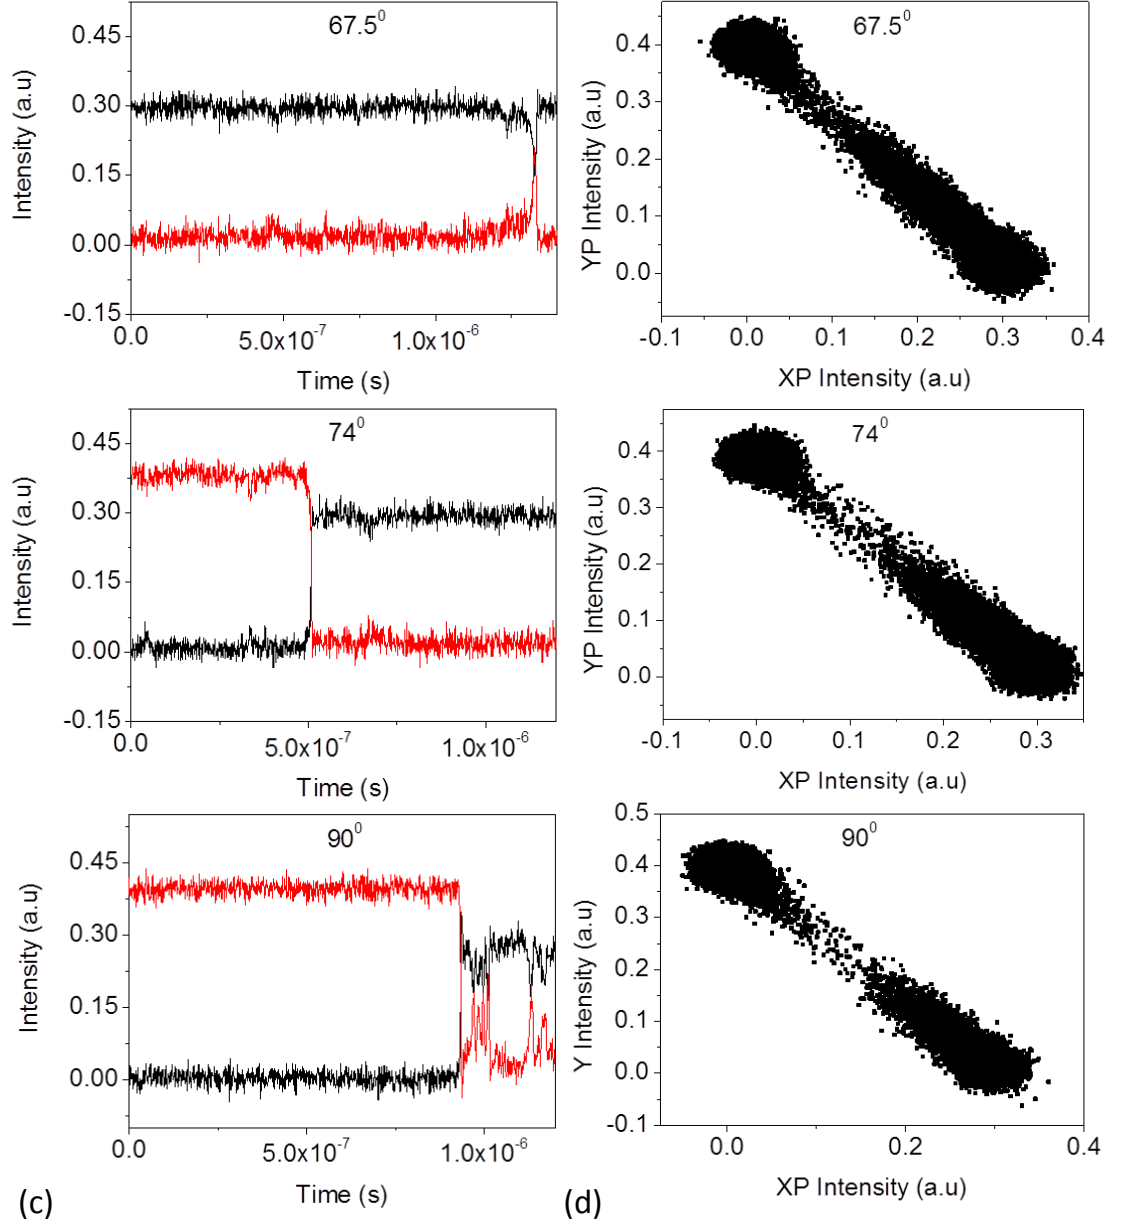 67.5⁰
Intensity (a.u)
0.45
0.30
0.15
0.00
-0.15
0.0 5.0x10⁻⁷ 1.0x10⁻⁶
Time (s)
67.5⁰
YP Intensity (a.u)
0.4
0.3
0.2
0.1
0.0
-0.1 0.0 0.1 0.2 0.3 0.4
XP Intensity (a.u)
74⁰
Intensity (a.u)
0.45
0.30
0.15
0.00
-0.15
0.0 5.0x10⁻⁷ 1.0x10⁻⁶
Time (s)
74⁰
YP Intensity (a.u)
0.4
0.3
0.2
0.1
0.0
-0.1 0.0 0.1 0.2 0.3
XP Intensity (a.u)
90⁰
Intensity (a.u)
0.45
0.30
0.15
0.00
0.0 5.0x10⁻⁷ 1.0x10⁻⁶
Time (s)
90⁰
Y Intensity (a.u)
0.5
0.4
0.3
0.2
0.1
0.0
-0.1
0.0 0.2 0.4
XP Intensity (a.u)
(c) (d)